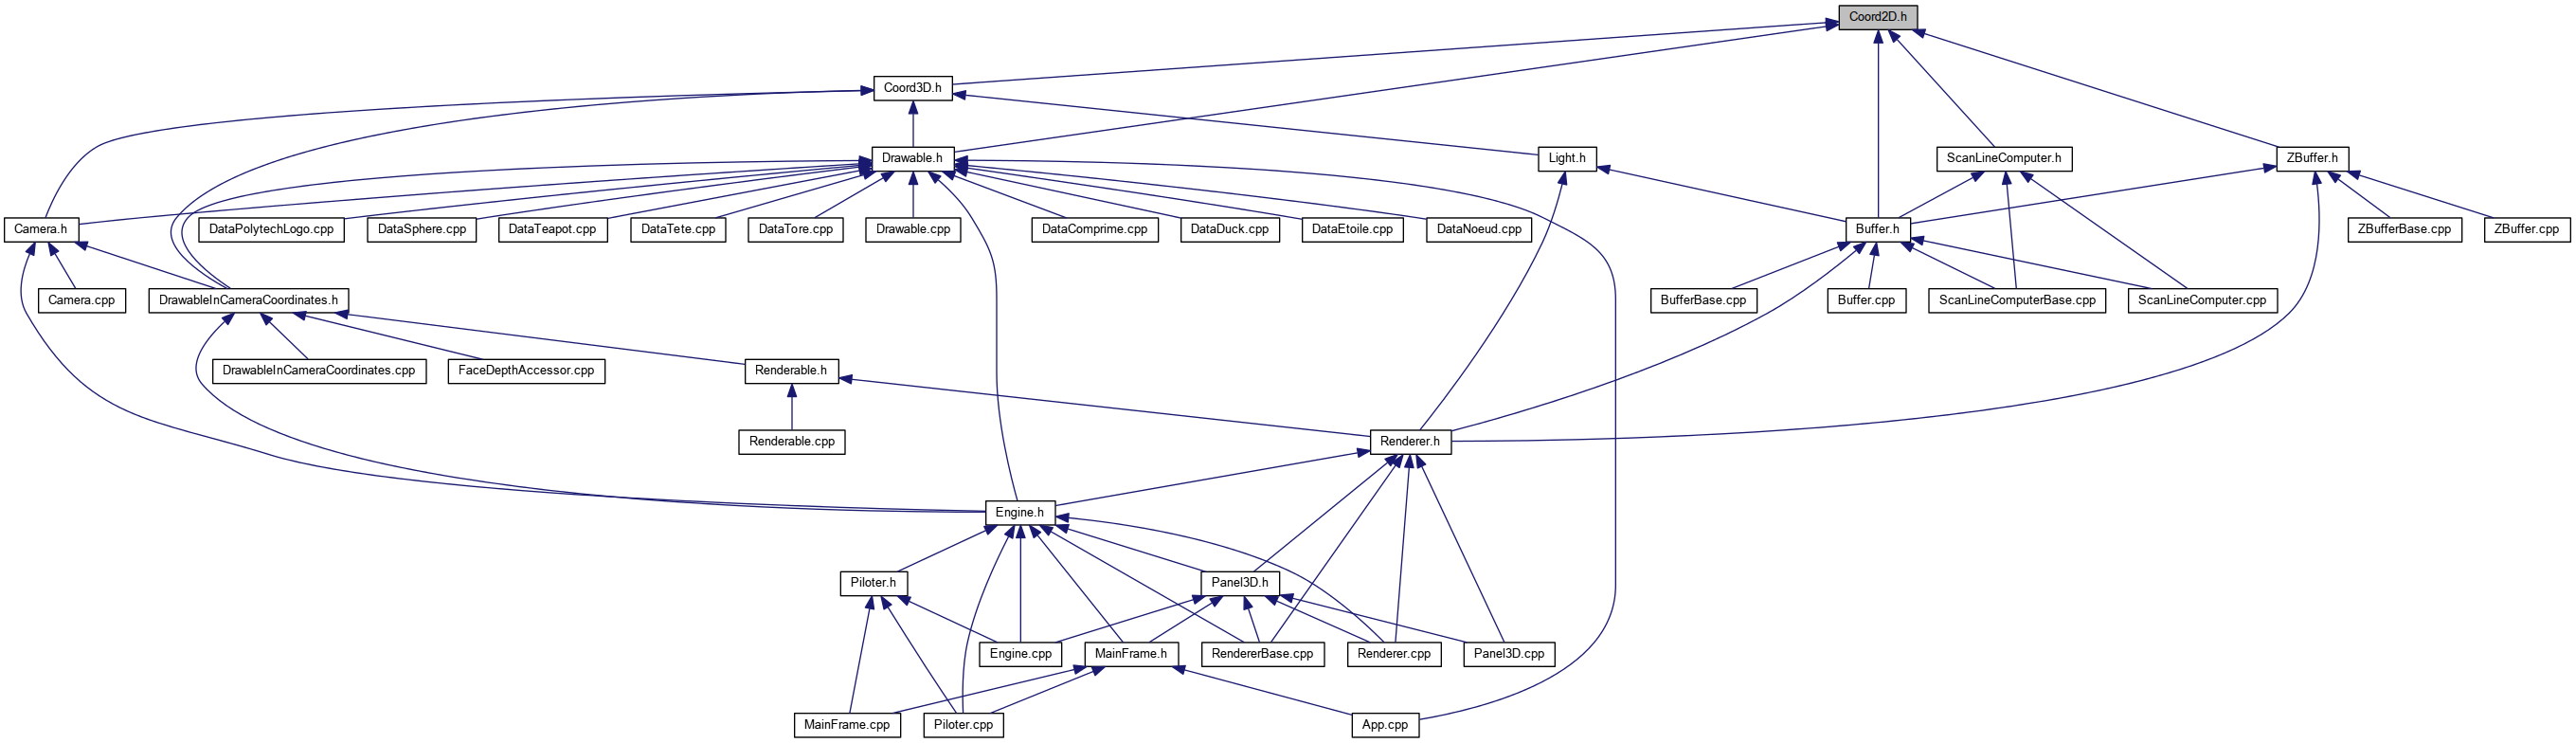 Coord2D.h
Coord3D.h
Drawable.h
Light.h
ScanLineComputer.h
ZBuffer.h
Camera.h
DataPolytechLogo.cpp
DataSphere.cpp
DataTeapot.cpp
DataTete.cpp
DataTore.cpp
Drawable.cpp
DataComprime.cpp
DataDuck.cpp
DataEtoile.cpp
DataNoeud.cpp
Buffer.h
ZBufferBase.cpp
ZBuffer.cpp
Camera.cpp
DrawableInCameraCoordinates.h
BufferBase.cpp
Buffer.cpp
ScanLineComputerBase.cpp
ScanLineComputer.cpp
DrawableInCameraCoordinates.cpp
FaceDepthAccessor.cpp
Renderable.h
Renderable.cpp
Renderer.h
Engine.h
Piloter.h
Panel3D.h
Engine.cpp
MainFrame.h
RendererBase.cpp
Renderer.cpp
Panel3D.cpp
MainFrame.cpp
Piloter.cpp
App.cpp